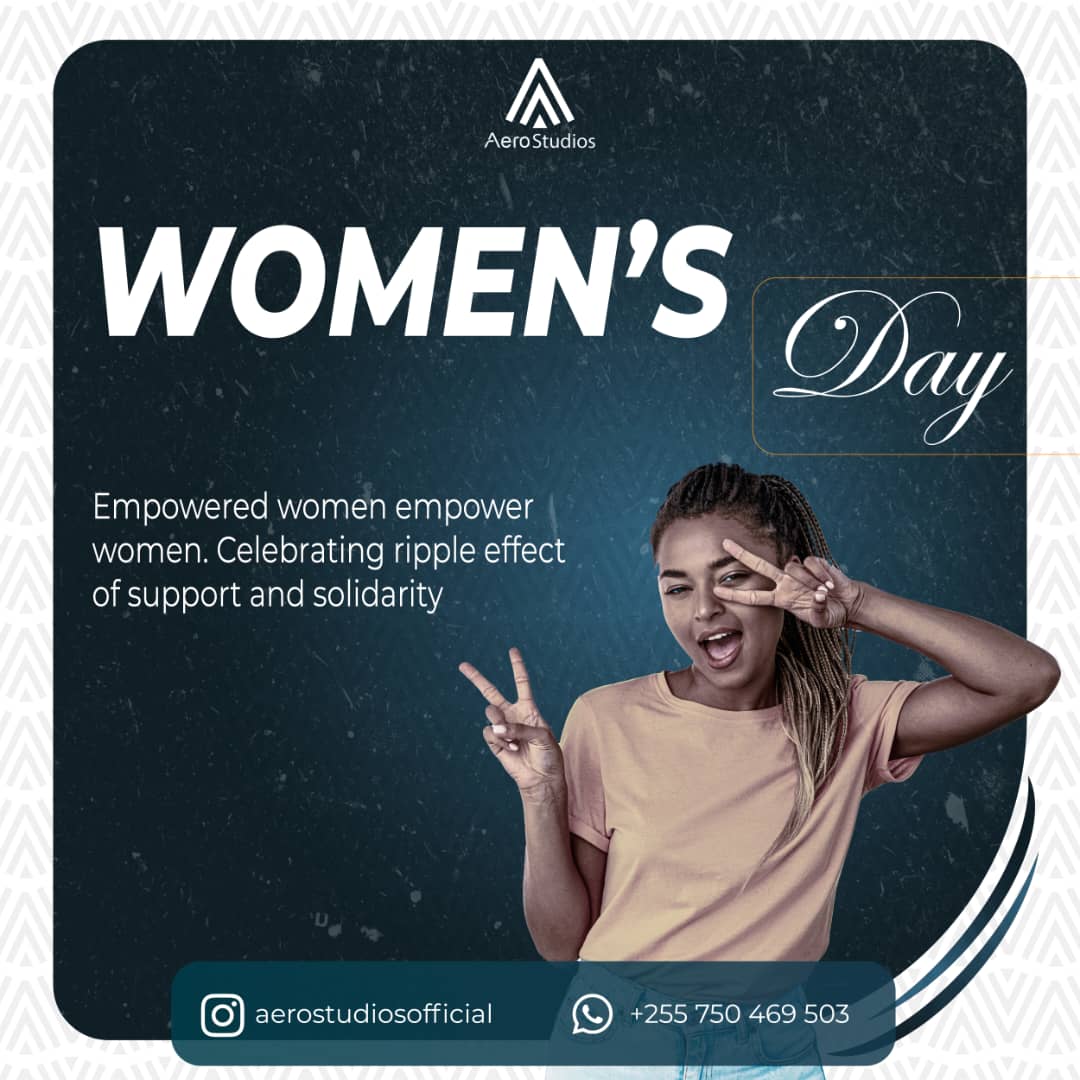 AeroStudios
WOMEN'S
Day
Empowered women empower
women. Celebrating ripple effect
of support and solidarity
aerostudiosofficial
+255 750 469 503